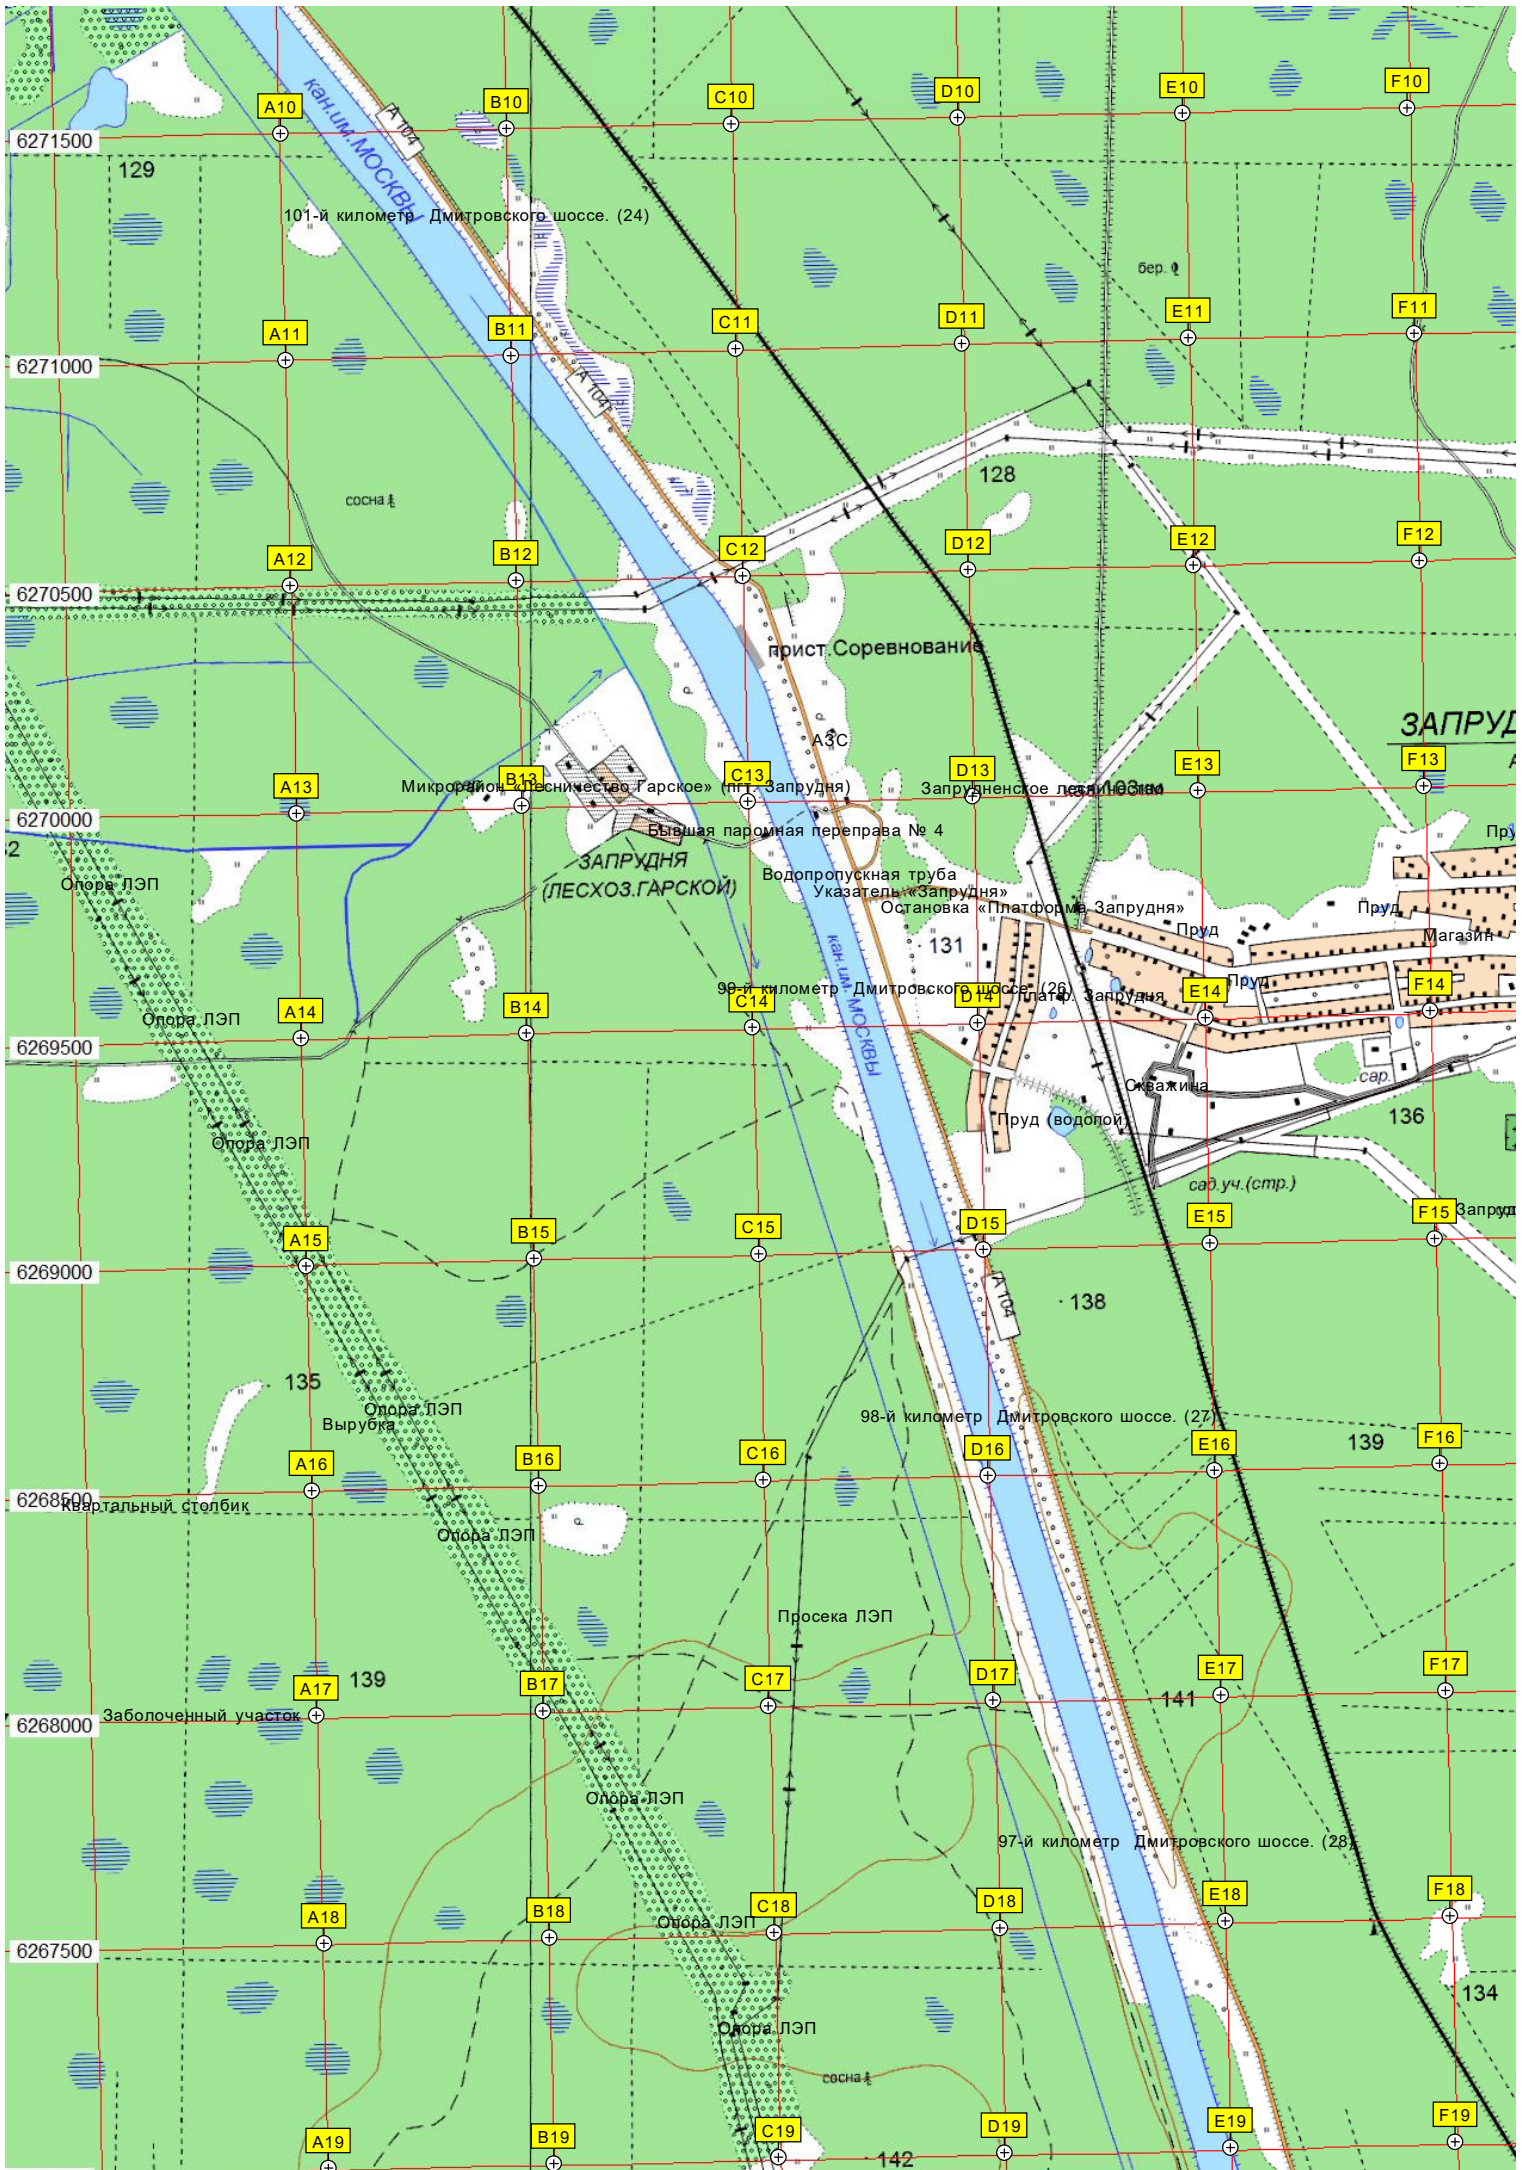 A10
B10
C10
D10
E10
F10
6271500
129
кан.им.МОСКВЫ
А 104
101-й километр Дмитровского шоссе. (24)
бер.
A11
B11
C11
D11
E11
F11
6271000
А 104
128
сосна
A12
B12
C12
D12
E12
F12
6270500
прист.Соревнование
ЗАПРУД
АЗС
A13
B13
C13
D13
E13
F13
Микрорайон «Лесничество Гарское» (пгт. Запрудня)
Запрудненское лесничество
6270000
Бывшая паромная переправа № 4
Пру
ЗАПРУДНЯ
(ЛЕСХОЗ.ГАРСКОЙ)
Водопропускная труба
Опора ЛЭП
Указатель «Запрудня»
Остановка «Платформа Запрудня»
Пруд
Пруд
Магазин
131
кан.им. МОСКВЫ
99-й километр Дмитровского шоссе. (26)
платф. Запрудня
Пруд
A14
B14
C14
D14
E14
F14
Опора ЛЭП
6269500
сар.
Скважина
136
Пруд (водопой)
Опора ЛЭП
сад.уч.(стр.)
Запруд
A15
B15
C15
D15
E15
F15
6269000
А 104
138
135
Опора ЛЭП
Вырубка
98-й километр Дмитровского шоссе. (27)
139
A16
B16
C16
D16
E16
F16
6268500
Квартальный столбик
Опора ЛЭП
Просека ЛЭП
139
A17
B17
C17
D17
E17
F17
141
Заболоченный участок
6268000
Опора ЛЭП
97-й километр Дмитровского шоссе. (28)
A18
B18
C18
D18
E18
F18
Опора ЛЭП
6267500
134
Опора ЛЭП
сосна
A19
B19
C19
D19
E19
F19
142